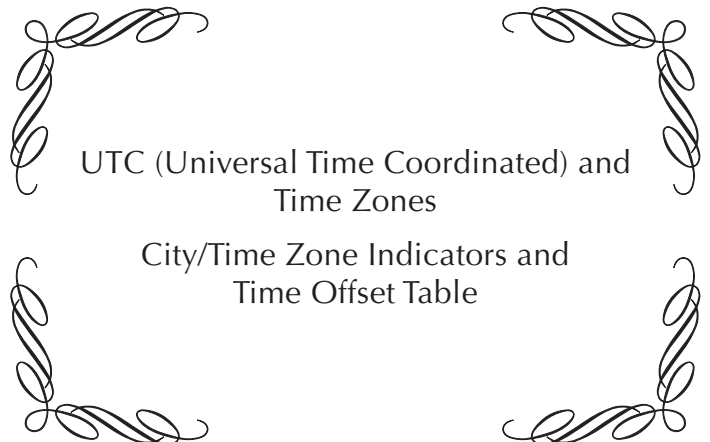 UTC (Universal Time Coordinated) and
Time Zones
City/Time Zone Indicators and
Time Offset Table